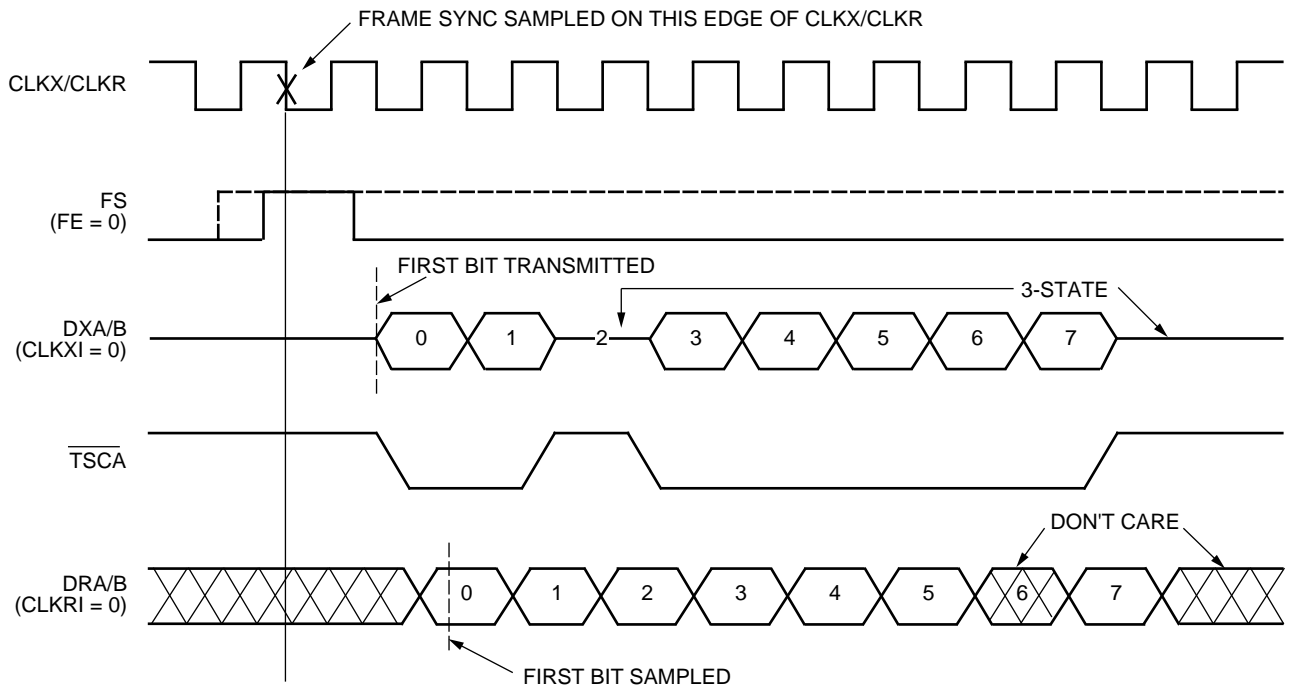 FRAME SYNC SAMPLED ON THIS EDGE OF CLKX/CLKR
CLKX/CLKR
FS
(FE = 0)
FIRST BIT TRANSMITTED
3-STATE
DXA/B
(CLKXI = 0)
0 1 2 3 4 5 6 7
TSCA
DON'T CARE
DRA/B
(CLKRI = 0)
0 1 2 3 4 5 6 7
FIRST BIT SAMPLED